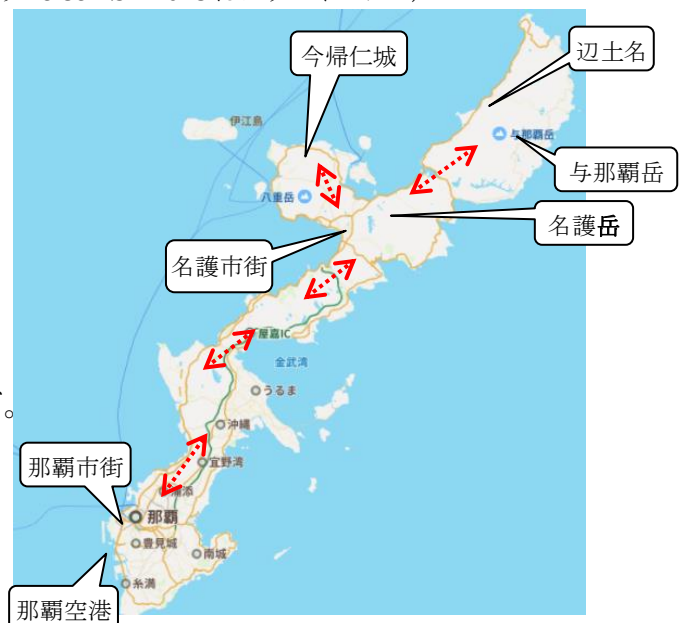 今帰仁城
辺土名
伊江島
与那覇岳
八重岳
与那覇岳
名護岳
名護市街
屋嘉IC
金武湾
うるま
沖縄
宜野湾
那覇市街
浦添
那覇
豊見城
南城
糸満
那覇空港
。